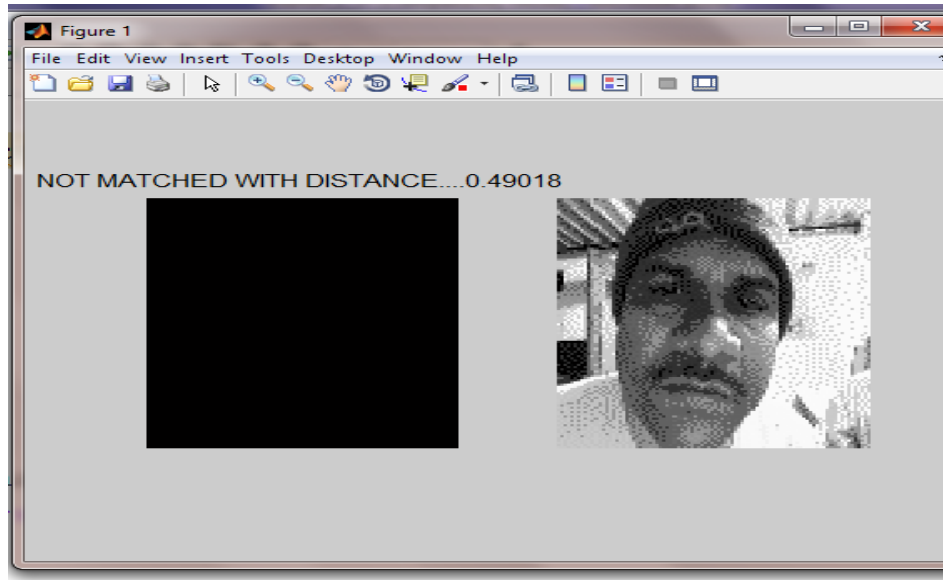 Figure 1
File Edit View Insert Tools Desktop Window Help
NOT MATCHED WITH DISTANCE....0.49018